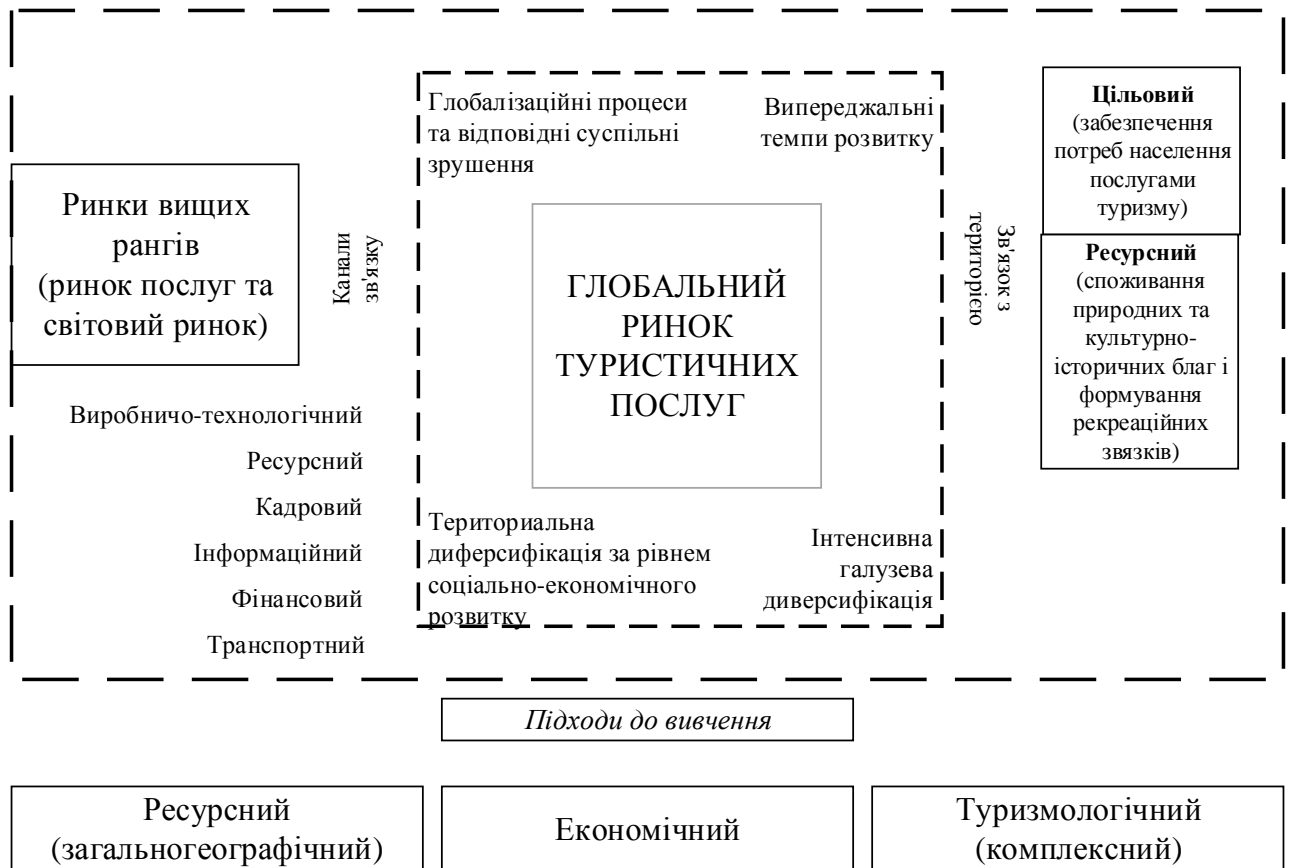 Глобалізаційні процеси
та відповідні суспільні
зрушення
Випереджальні
темпи розвитку
Цільовий
(забезпечення
потреб населення
послугами
туризму)
Ринки вищих
рангів
(ринок послуг та
світовий ринок)
Канали
зв'язку
ГЛОБАЛЬНИЙ
РИНОК
ТУРИСТИЧНИХ
ПОСЛУГ
Зв'язок з
територією
Ресурсний
(споживання
природних та
культурно-
історичних благ і
формування
рекреаційних
звязків)
Виробничо-технологічний
Ресурсний
Кадровий
Інформаційний
Фінансовий
Транспортний
Териториальна
диферсифікація за рівнем
соціально-економічного
розвитку
Інтенсивна
галузева
диверсифікація
Підходи до вивчення
Ресурсний
(загальногеографічний)
Економічний
Туризмологічний
(комплексний)